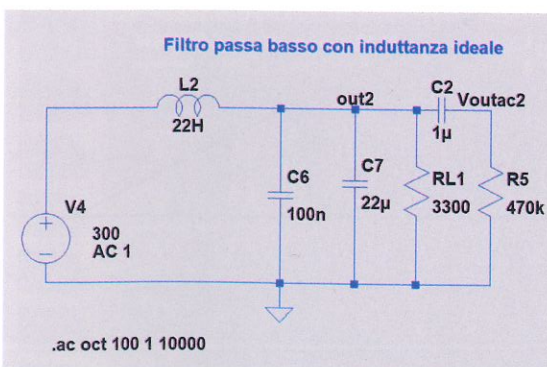 Filtro passa basso con induttanza ideale
L2
22H
out2
C2
1µ
Voutac2
C6
100n
C7
22µ
RL1
3300
R5
470k
V4
300
AC 1
+
−
.ac oct 100 1 10000